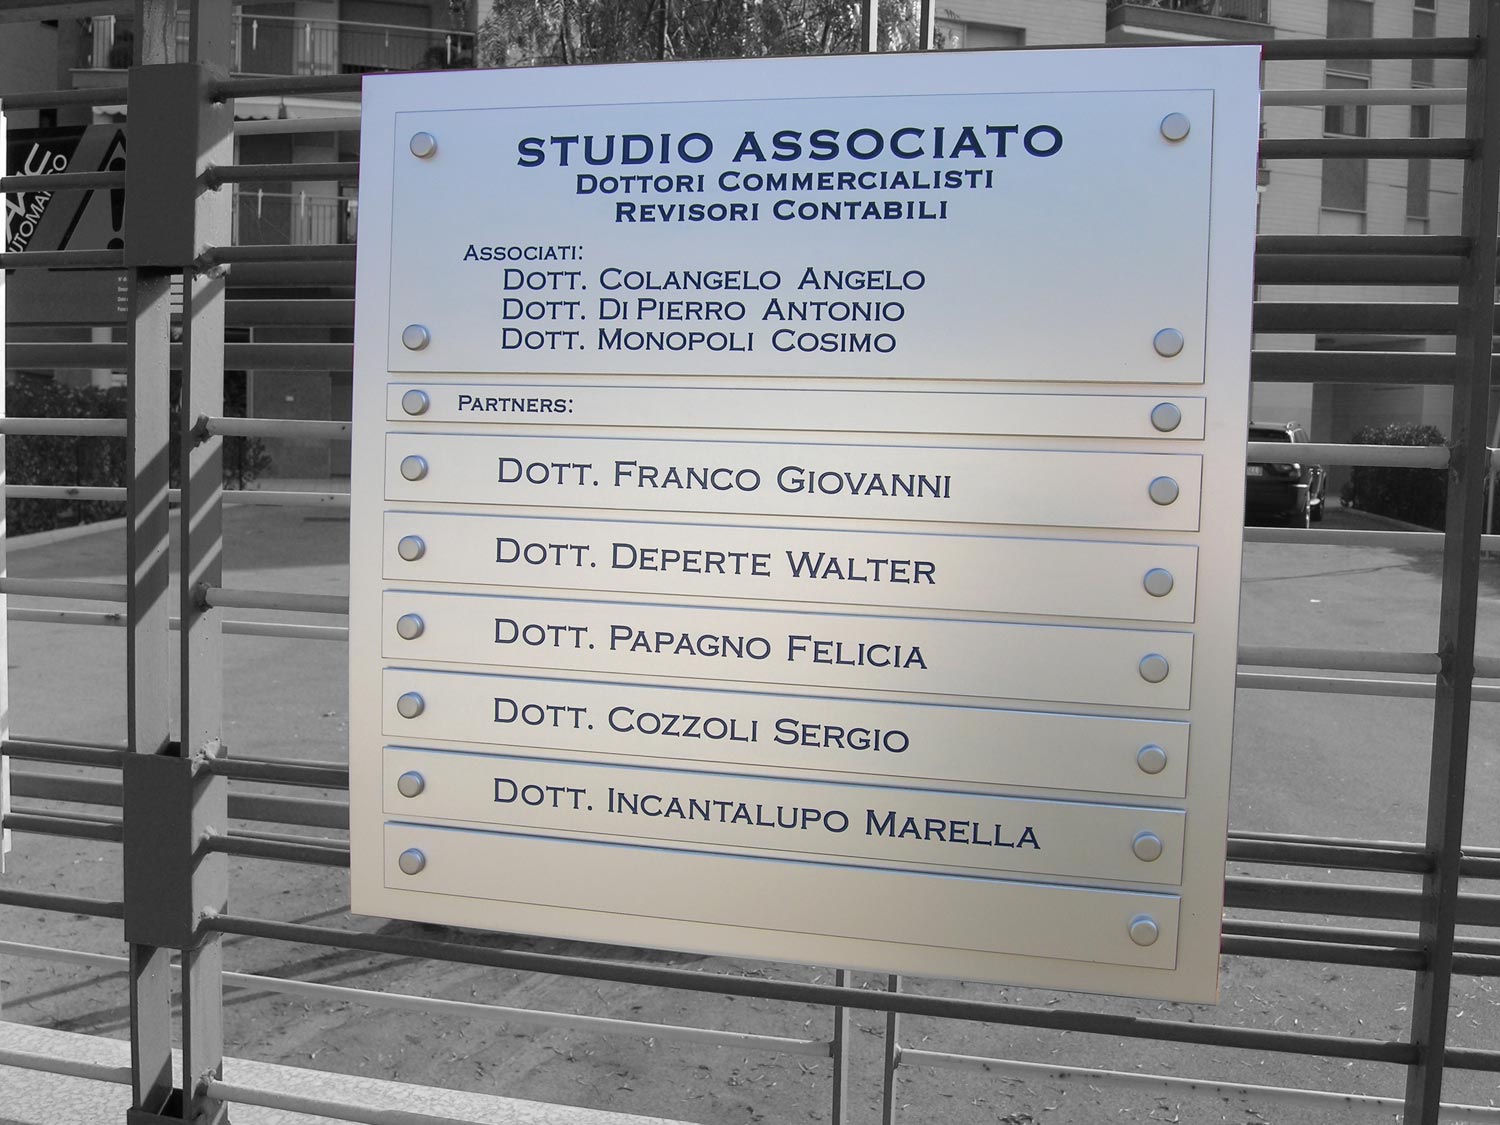 STUDIO ASSOCIATO
DOTTORI COMMERCIALISTI
REVISORI CONTABILI
ASSOCIATI:
DOTT. COLANGELO ANGELO
DOTT. DI PIERRO ANTONIO
DOTT. MONOPOLI COSIMO
PARTNERS:
DOTT. FRANCO GIOVANNI
DOTT. DEPERTE WALTER
DOTT. PAPAGNO FELICIA
DOTT. COZZOLI SERGIO
DOTT. INCANTALUPO MARELLA